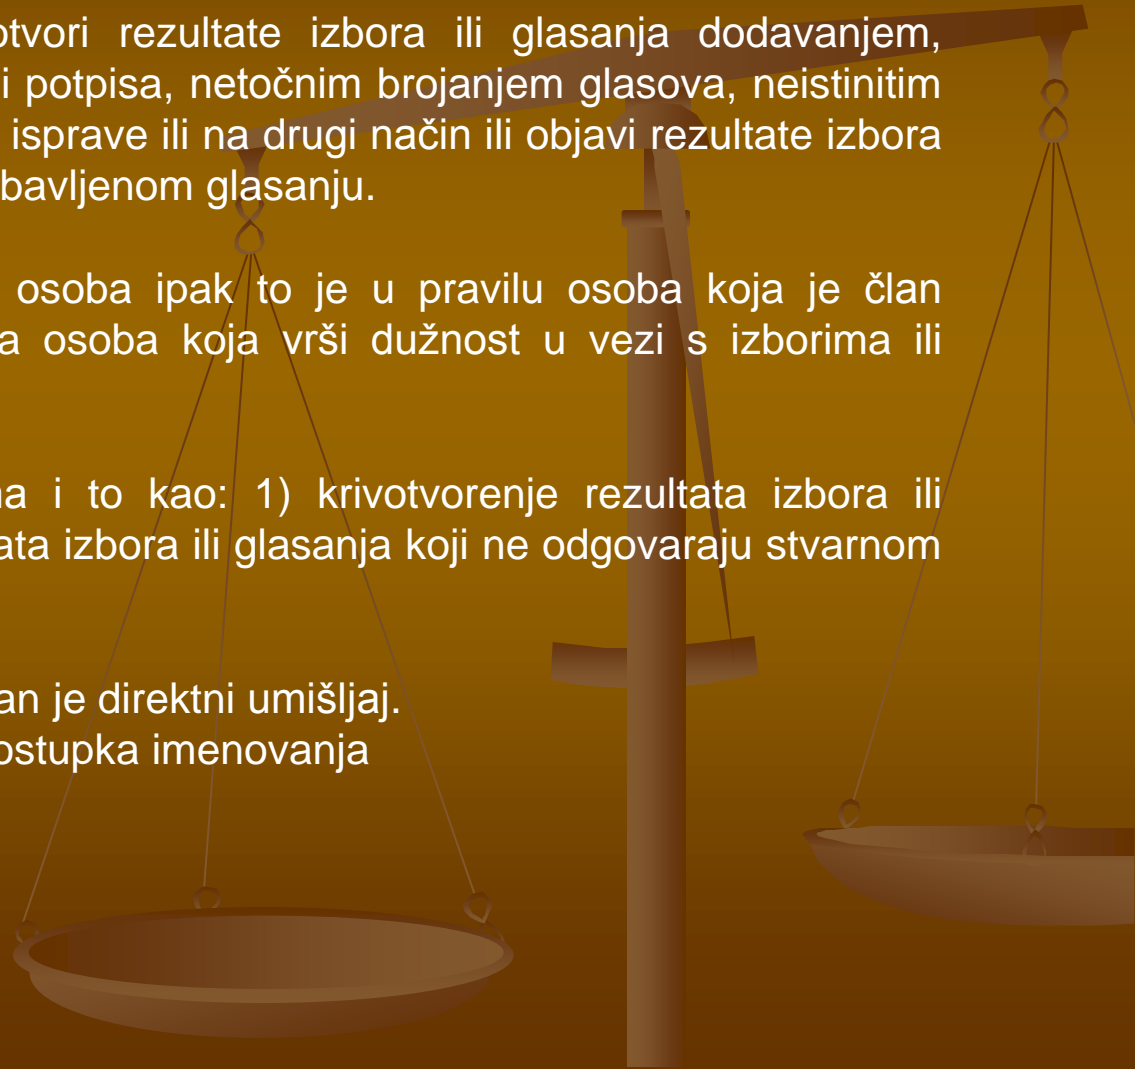 otvori rezultate izbora ili glasanja dodavanjem,
i potpisa, netočnim brojanjem glasova, neistinitim
isprave ili na drugi način ili objavi rezultate izbora
bavljenom glasanju.
osoba ipak to je u pravilu osoba koja je član
a osoba koja vrši dužnost u vezi s izborima ili
na i to kao: 1) krivotvorenje rezultata izbora ili
ata izbora ili glasanja koji ne odgovaraju stvarnom
an je direktni umišljaj.
ostupka imenovanja